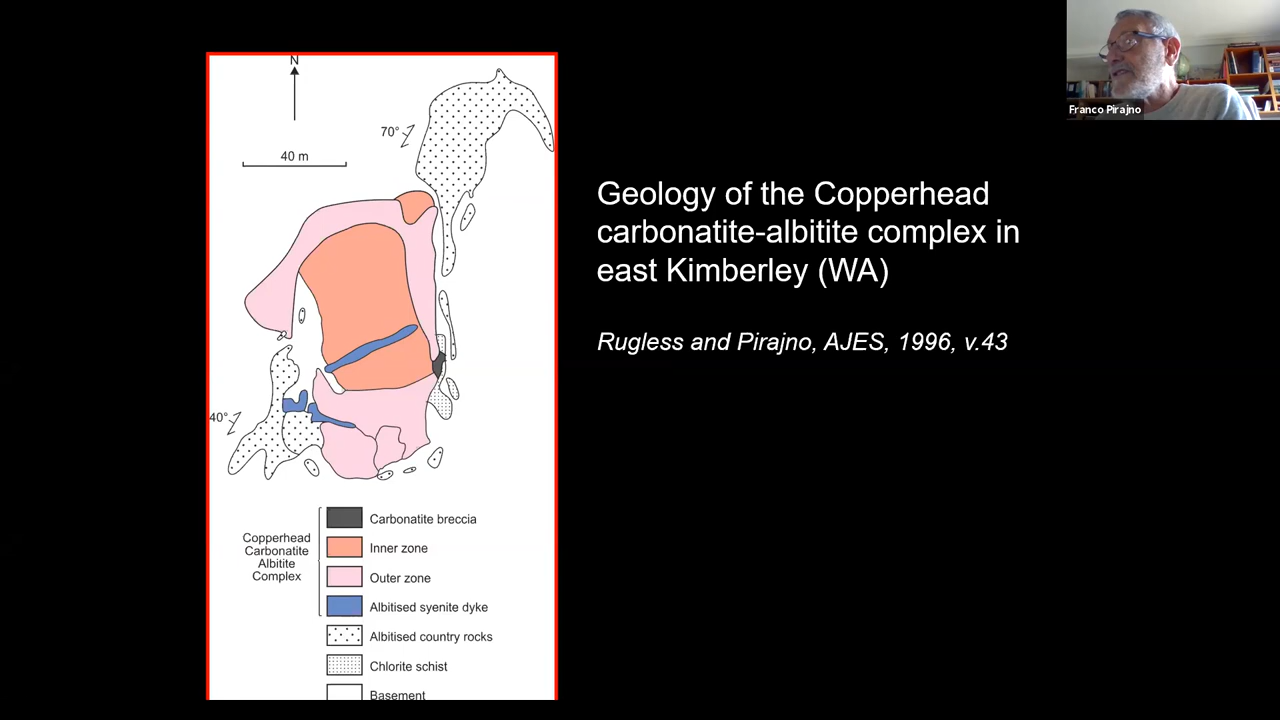 N
70°
40 m
40°
Carbonatite breccia
Inner zone
Outer zone
Albitised syenite dyke
Copperhead
Carbonatite
Albitite
Complex
Albitised country rocks
Chlorite schist
Basement
Geology of the Copperhead
carbonatite-albitite complex in
east Kimberley (WA)
Rugless and Pirajno, AJES, 1996, v.43
Franco Pirajno